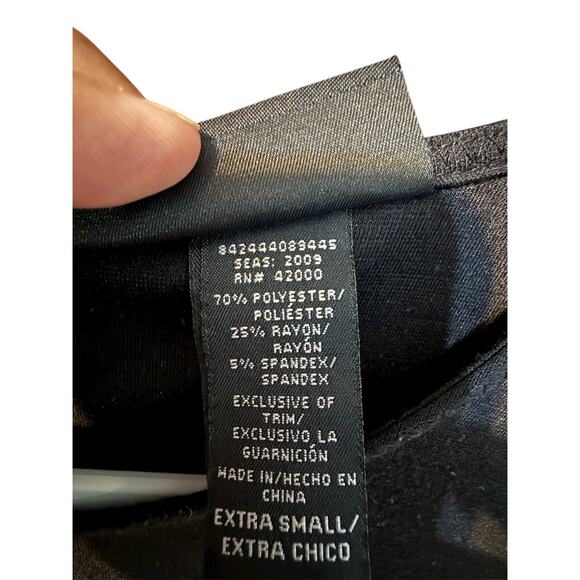 842444089445
SEAS: 2009
RN# 42000
70% POLYESTER/
POLIÉSTER
25% RAYON/
RAYÓN
5% SPANDEX/
SPANDEX
EXCLUSIVE OF
TRIM/
EXCLUSIVO LA
GUARNICIÓN
MADE IN/HECHO EN
CHINA
EXTRA SMALL/
EXTRA CHICO